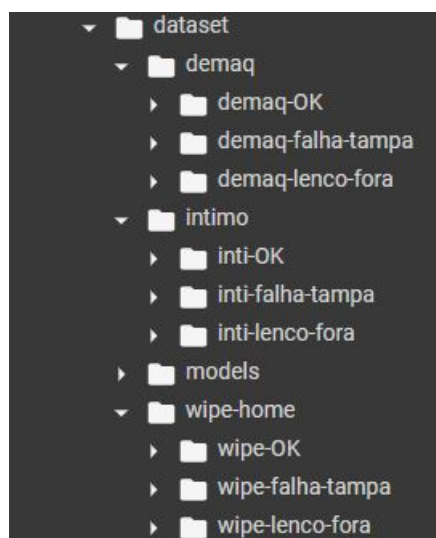 dataset
demaq
demaq-OK
demaq-falha-tampa
demaq-lenco-fora
intimo
inti-OK
inti-falha-tampa
inti-lenco-fora
models
wipe-home
wipe-OK
wipe-falha-tampa
wipe-lenco-fora